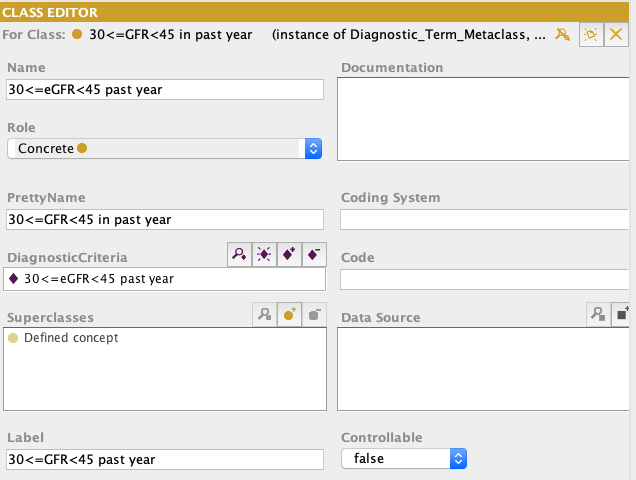 CLASS EDITOR
For Class: 30<=GFR<45 in past year (instance of Diagnostic_Term_Metaclass, ...
Name
30<=eGFR<45 past year
Documentation
Role
Concrete
PrettyName
30<=GFR<45 in past year
Coding System
DiagnosticCriteria
30<=eGFR<45 past year
Code
Superclasses
Defined concept
Data Source
Label
30<=GFR<45 past year
Controllable
false